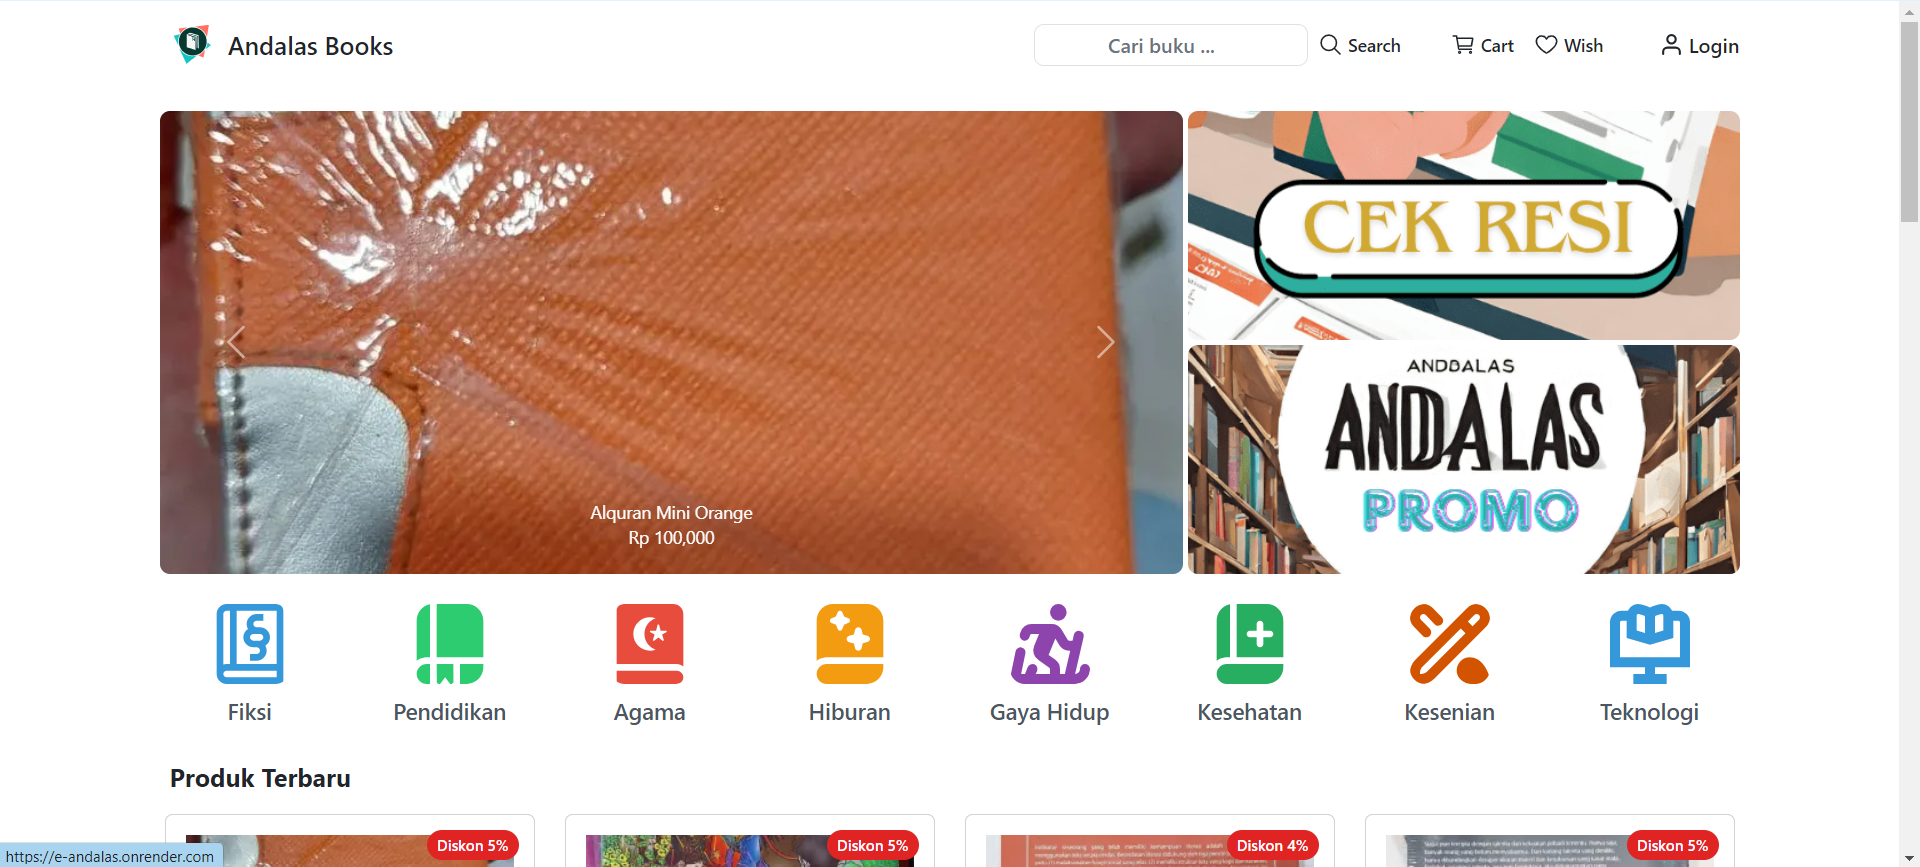 Andalas Books
Cari buku ...
Search
Cart
Wish
Login
CEK RESI
ANDBALAS
ANDALAS
PROMO
Alquran Mini Orange
Rp 100,000
Fiksi
Pendidikan
Agama
Hiburan
Gaya Hidup
Kesehatan
Kesenian
Teknologi
Produk Terbaru
Diskon 5%
Diskon 5%
Diskon 4%
Diskon 5%
https://e-andalas.onrender.com